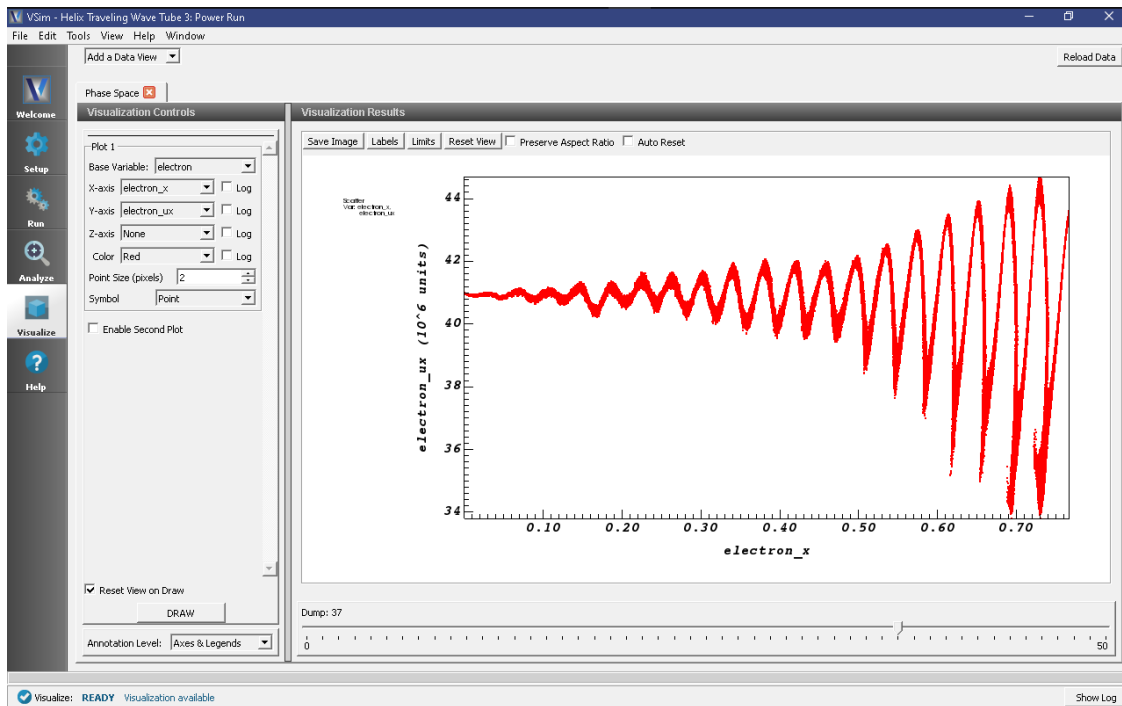 VSim - Helix Traveling Wave Tube 3: Power Run
File Edit Tools View Help Window
Add a Data View
Reload Data
Welcome
Setup
Run
Analyze
Visualize
Help
Phase Space
Visualization Controls
Plot 1
Base Variable: electron
X-axis electron_x Log
Y-axis electron_ux Log
Z-axis None Log
Color Red Log
Point Size (pixels) 2
Symbol Point
Enable Second Plot
Reset View on Draw
DRAW
Annotation Level: Axes & Legends
Visualization Results
Save Image Labels Limits Reset View Preserve Aspect Ratio Auto Reset
Scatter
Var: electron_x,
electron_ux
electron_ux (10^6 units)
44
42
40
38
36
34
0.10 0.20 0.30 0.40 0.50 0.60 0.70
electron_x
Dump: 37
0 50
Visualize: READY Visualization available
Show Log